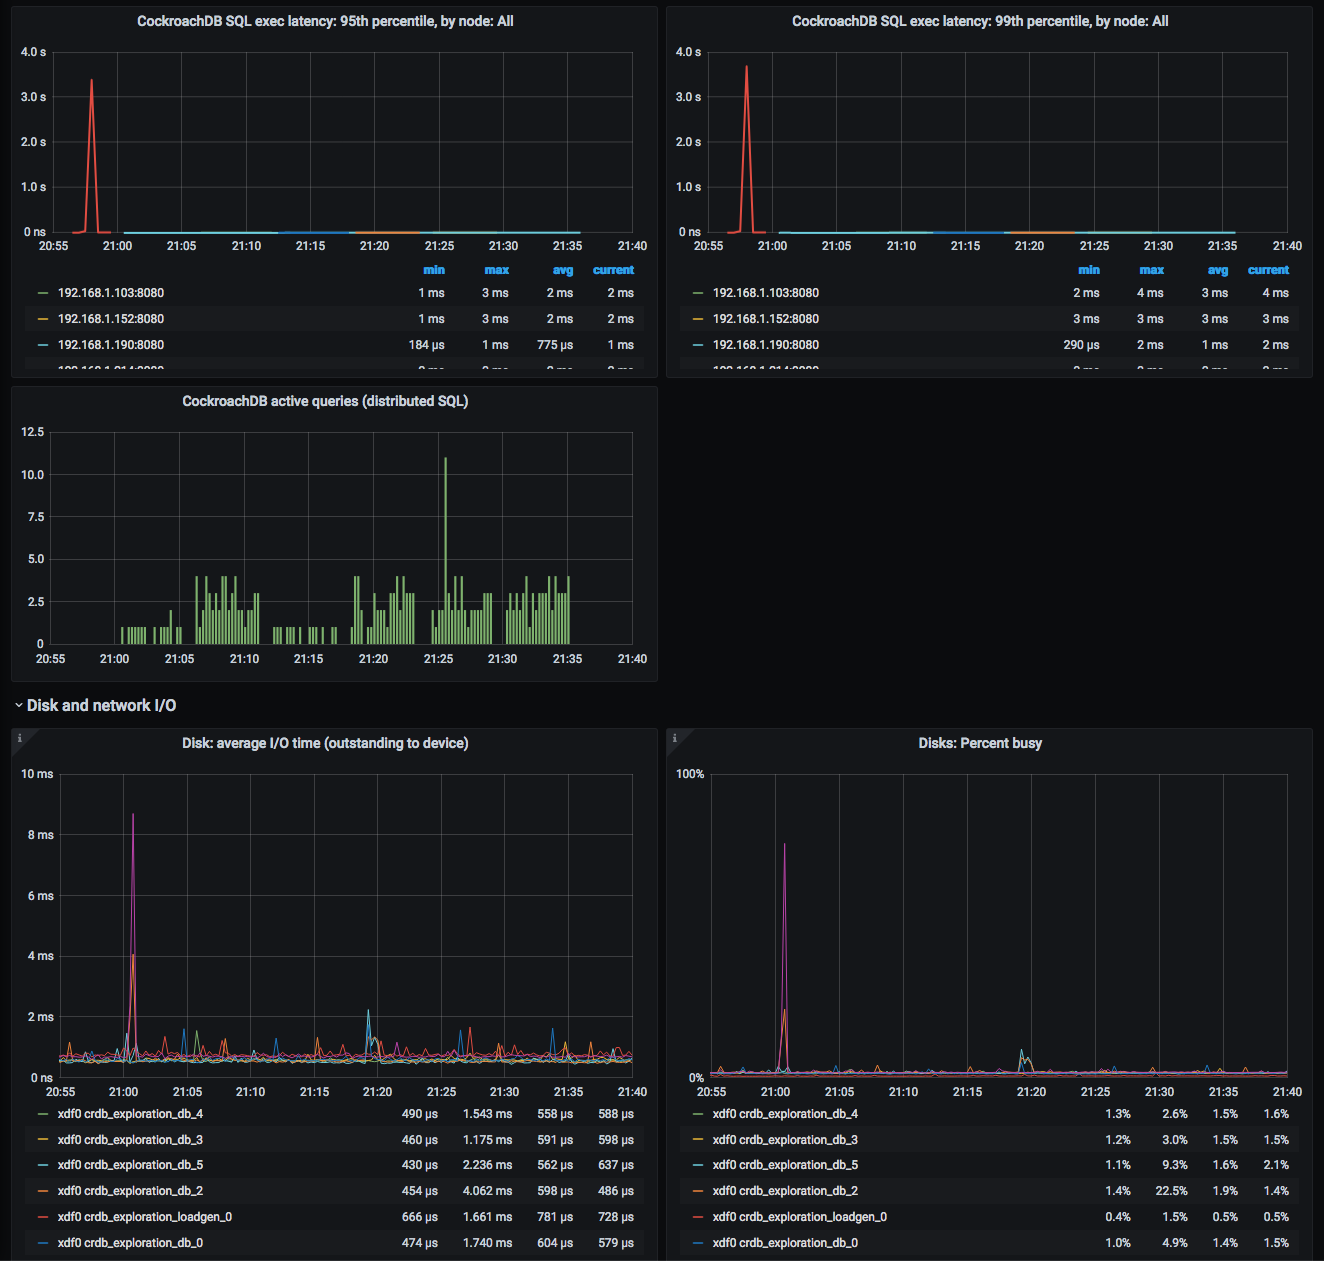 CockroachDB SQL exec latency: 95th percentile, by node: All
4.0 s
3.0 s
2.0 s
1.0 s
0 ns
20:55 21:00 21:05 21:10 21:15 21:20 21:25 21:30 21:35 21:40
min max avg current
192.168.1.103:8080 1 ms 3 ms 2 ms 2 ms
192.168.1.152:8080 1 ms 3 ms 2 ms 2 ms
192.168.1.190:8080 184 µs 1 ms 775 µs 1 ms
CockroachDB SQL exec latency: 99th percentile, by node: All
4.0 s
3.0 s
2.0 s
1.0 s
0 ns
20:55 21:00 21:05 21:10 21:15 21:20 21:25 21:30 21:35 21:40
min max avg current
192.168.1.103:8080 2 ms 4 ms 3 ms 4 ms
192.168.1.152:8080 3 ms 3 ms 3 ms 3 ms
192.168.1.190:8080 290 µs 2 ms 1 ms 2 ms
CockroachDB active queries (distributed SQL)
12.5
10.0
7.5
5.0
2.5
0
20:55 21:00 21:05 21:10 21:15 21:20 21:25 21:30 21:35 21:40
Disk and network I/O
i
Disk: average I/O time (outstanding to device)
10 ms
8 ms
6 ms
4 ms
2 ms
0 ns
20:55 21:00 21:05 21:10 21:15 21:20 21:25 21:30 21:35 21:40
xdf0 crdb_exploration_db_4 490 µs 1.543 ms 558 µs 588 µs
xdf0 crdb_exploration_db_3 460 µs 1.175 ms 591 µs 598 µs
xdf0 crdb_exploration_db_5 430 µs 2.236 ms 562 µs 637 µs
xdf0 crdb_exploration_db_2 454 µs 4.062 ms 598 µs 486 µs
xdf0 crdb_exploration_loadgen_0 666 µs 1.661 ms 781 µs 728 µs
xdf0 crdb_exploration_db_0 474 µs 1.740 ms 604 µs 579 µs
i
Disks: Percent busy
100%
0%
20:55 21:00 21:05 21:10 21:15 21:20 21:25 21:30 21:35 21:40
xdf0 crdb_exploration_db_4 1.3% 2.6% 1.5% 1.6%
xdf0 crdb_exploration_db_3 1.2% 3.0% 1.5% 1.5%
xdf0 crdb_exploration_db_5 1.1% 9.3% 1.6% 2.1%
xdf0 crdb_exploration_db_2 1.4% 22.5% 1.9% 1.4%
xdf0 crdb_exploration_loadgen_0 0.4% 1.5% 0.5% 0.5%
xdf0 crdb_exploration_db_0 1.0% 4.9% 1.4% 1.5%